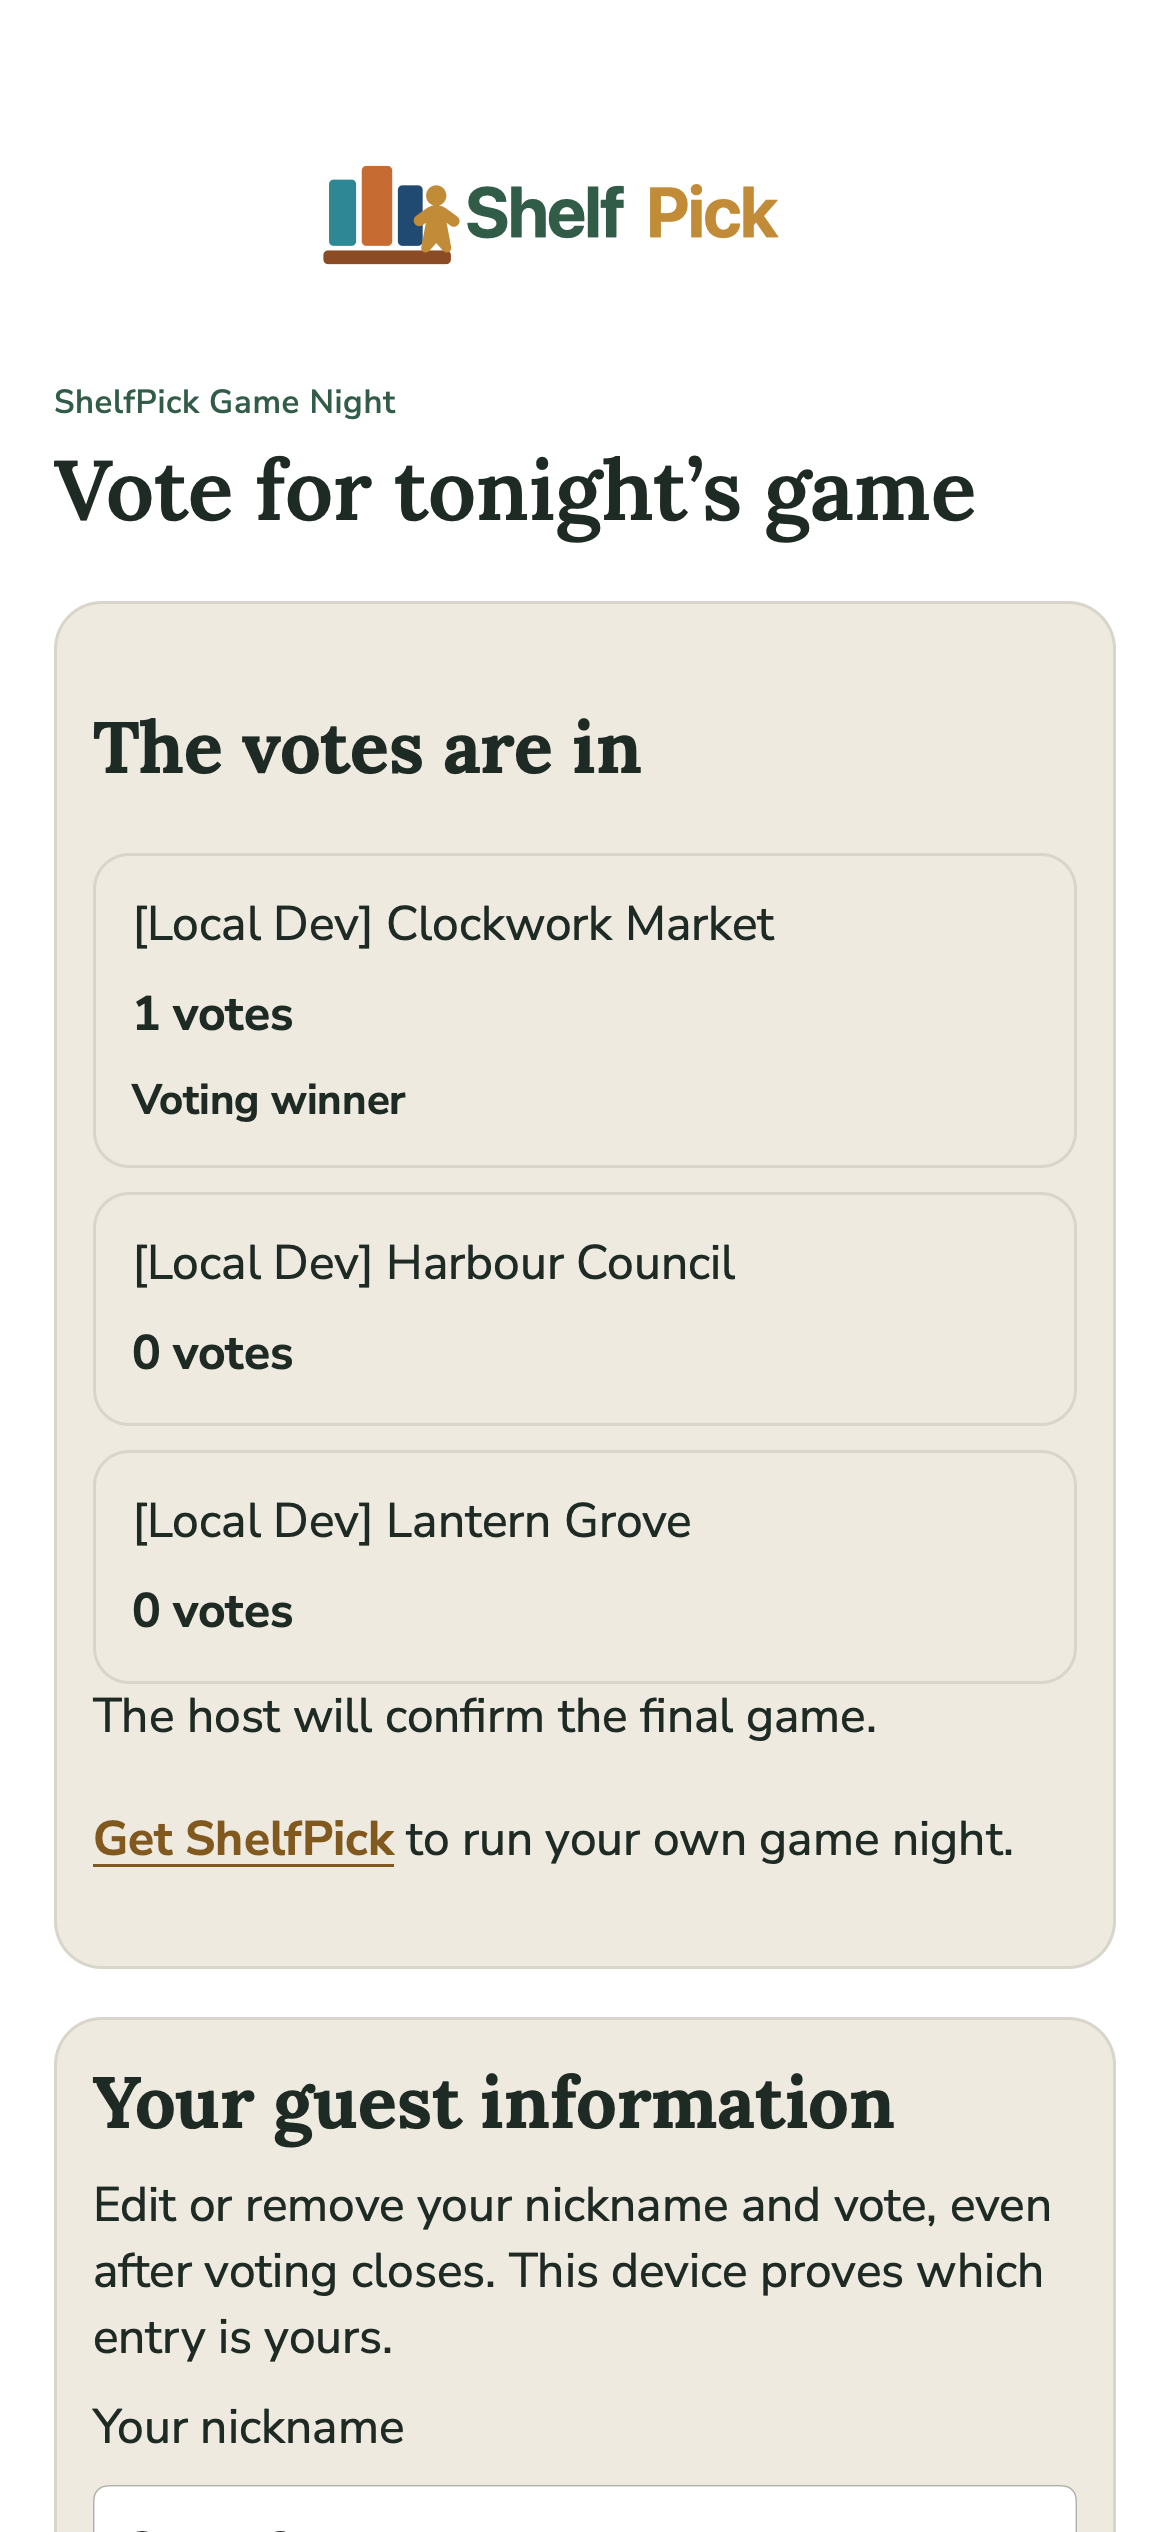 Shelf Pick
ShelfPick Game Night
Vote for tonight’s game
The votes are in
[Local Dev] Clockwork Market
1 votes
Voting winner
[Local Dev] Harbour Council
0 votes
[Local Dev] Lantern Grove
0 votes
The host will confirm the final game.
Get ShelfPick to run your own game night.
Your guest information
Edit or remove your nickname and vote, even
after voting closes. This device proves which
entry is yours.
Your nickname